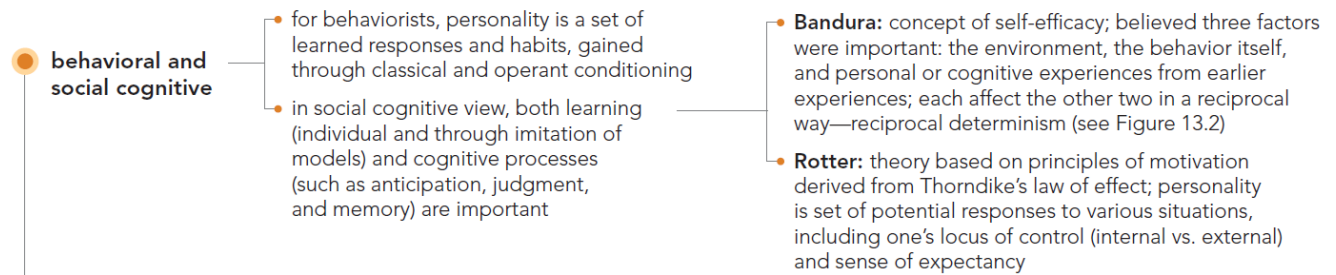 behavioral and
social cognitive
for behaviorists, personality is a set of
learned responses and habits, gained
through classical and operant conditioning
in social cognitive view, both learning
(individual and through imitation of
models) and cognitive processes
(such as anticipation, judgment,
and memory) are important
Bandura: concept of self-efficacy; believed three factors
were important: the environment, the behavior itself,
and personal or cognitive experiences from earlier
experiences; each affect the other two in a reciprocal
way—reciprocal determinism (see Figure 13.2)
Rotter: theory based on principles of motivation
derived from Thorndike's law of effect; personality
is set of potential responses to various situations,
including one's locus of control (internal vs. external)
and sense of expectancy